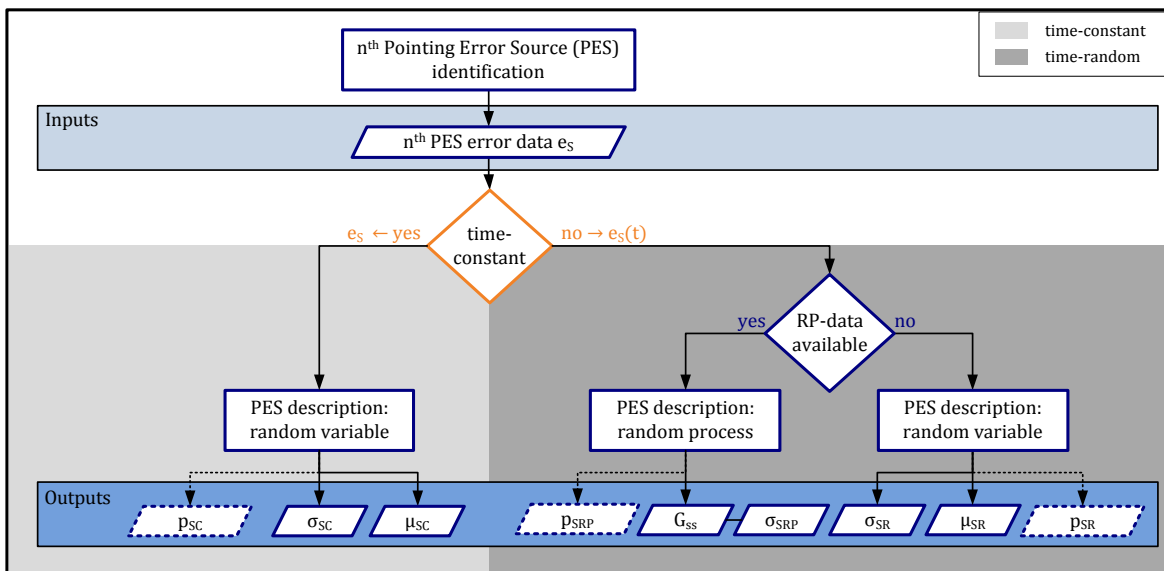 time-constant
time-random
nth Pointing Error Source (PES)
identification
Inputs
nth PES error data eS
time-
constant
eS ← yes
no → eS(t)
RP-data
available
yes
no
PES description:
random variable
PES description:
random process
PES description:
random variable
Outputs
pSC
σSC
μSC
pSRP
Gss
σSRP
σSR
μSR
pSR